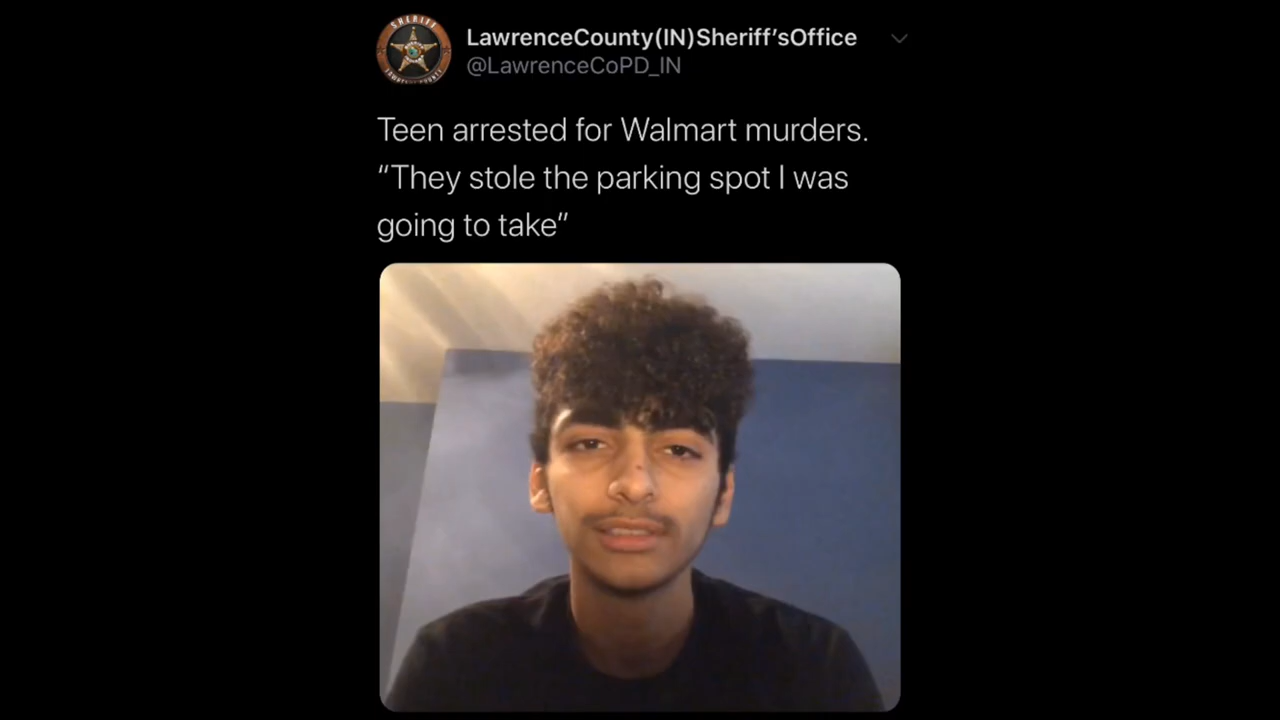 LawrenceCounty(IN)Sheriff’sOffice
@LawrenceCoPD_IN
Teen arrested for Walmart murders.
“They stole the parking spot I was
going to take”
SHERIFF